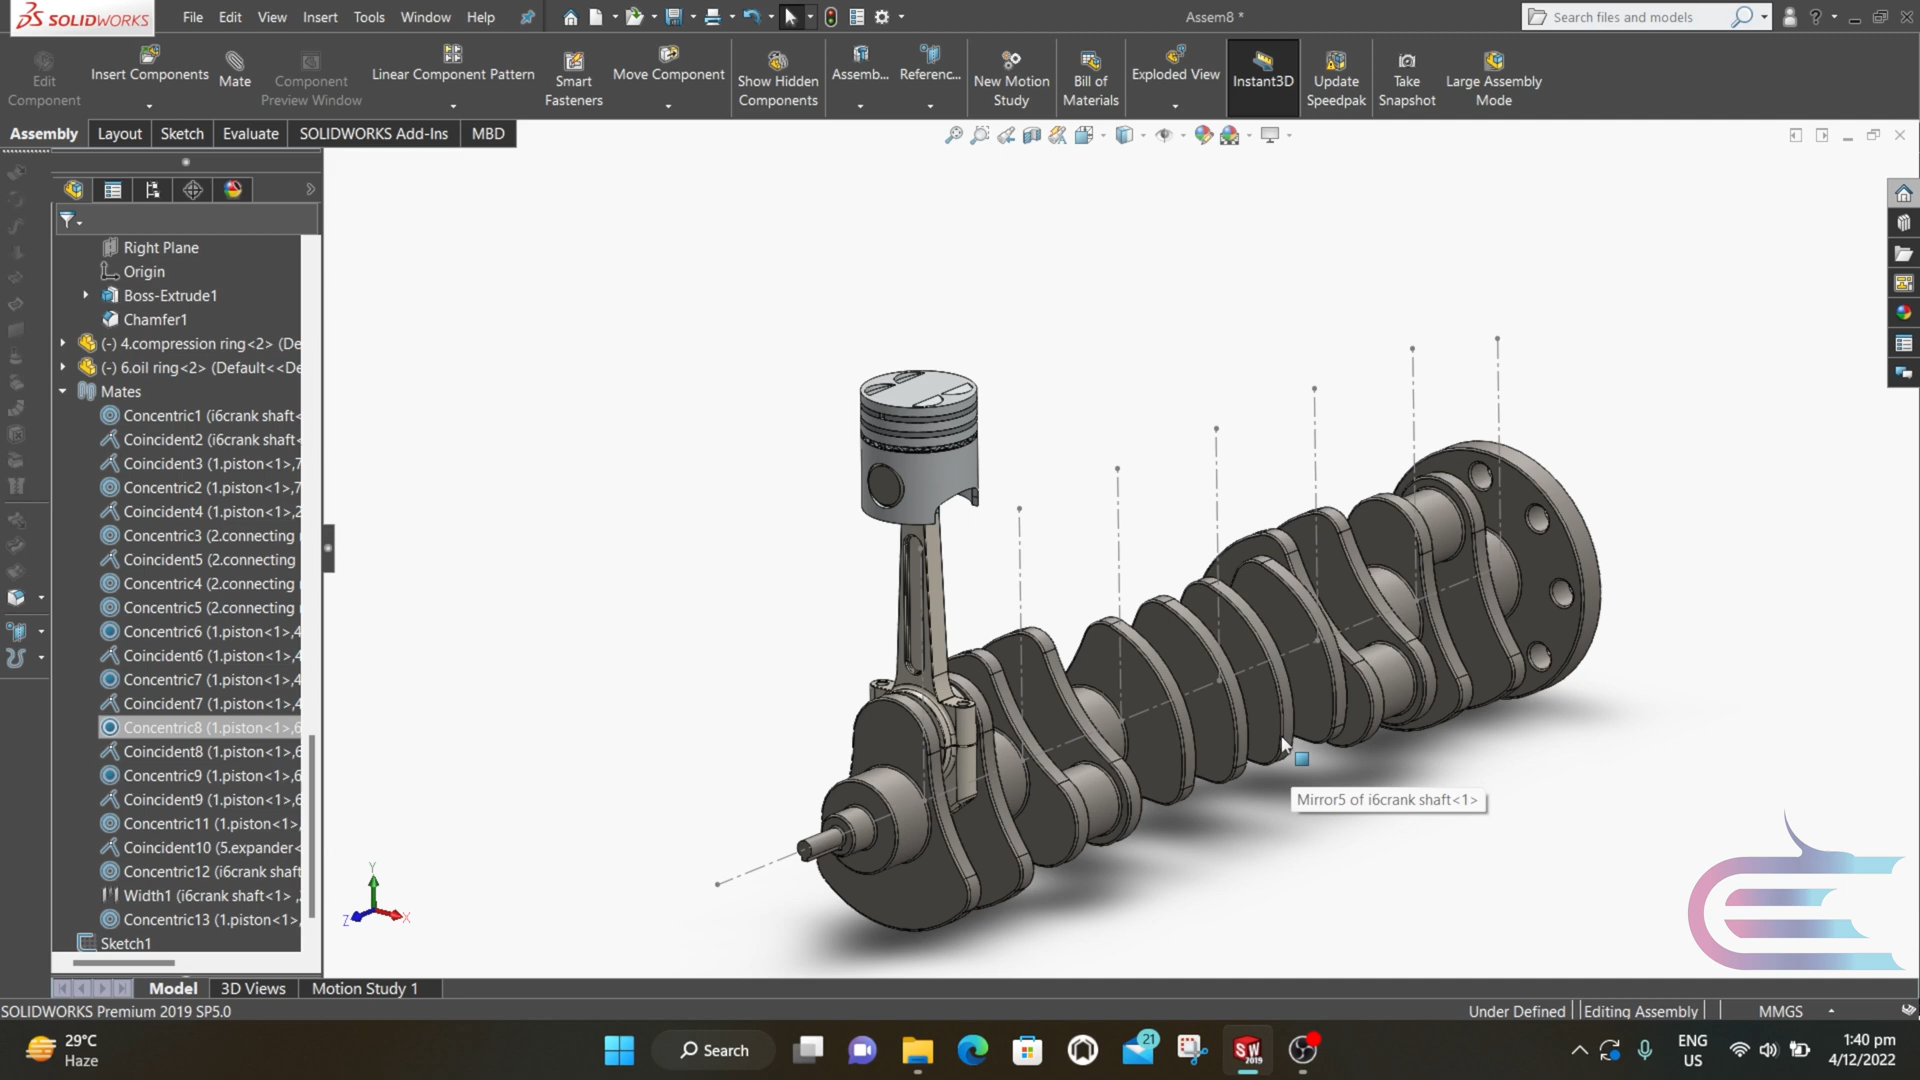 SOLIDWORKS
File Edit View Insert Tools Window Help
Assem8 *
Search files and models
Edit Component
Insert Components
Mate
Component Preview Window
Linear Component Pattern
Smart Fasteners
Move Component
Show Hidden Components
Assemb...
Referenc...
New Motion Study
Bill of Materials
Exploded View
Instant3D
Update Speedpak
Take Snapshot
Large Assembly Mode
Assembly Layout Sketch Evaluate SOLIDWORKS Add-Ins MBD
Right Plane
Origin
Boss-Extrude1
Chamfer1
(-) 4.compression ring<2> (De
(-) 6.oil ring<2> (Default<<De
Mates
Concentric1 (i6crank shaft<
Coincident2 (i6crank shaft<
Coincident3 (1.piston<1>,7
Concentric2 (1.piston<1>,7
Coincident4 (1.piston<1>,2
Concentric3 (2.connecting
Coincident5 (2.connecting
Concentric4 (2.connecting
Concentric5 (2.connecting
Concentric6 (1.piston<1>,4
Coincident6 (1.piston<1>,4
Concentric7 (1.piston<1>,4
Coincident7 (1.piston<1>,4
Concentric8 (1.piston<1>,6
Coincident8 (1.piston<1>,6
Concentric9 (1.piston<1>,6
Coincident9 (1.piston<1>,6
Concentric11 (1.piston<1>,
Coincident10 (5.expander<
Concentric12 (i6crank shaft
Width1 (i6crank shaft<1> ,
Concentric13 (1.piston<1>,
Sketch1
Mirror5 of i6crank shaft<1>
Y
Z
X
Model 3D Views Motion Study 1
SOLIDWORKS Premium 2019 SP5.0
Under Defined Editing Assembly MMGS
29°C
Haze
Search
21
SW
2019
ENG
US
1:40 pm
4/12/2022